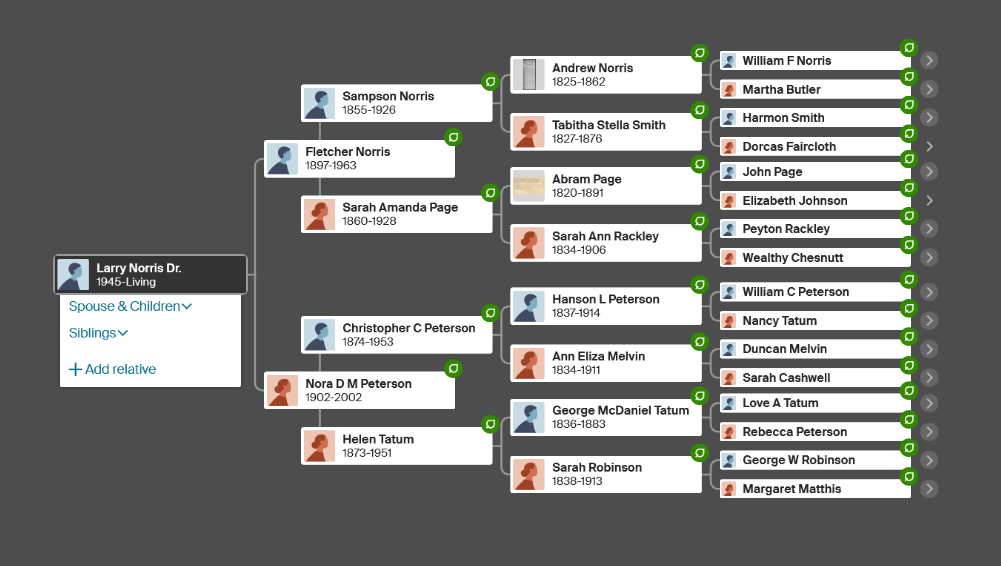 Larry Norris Dr.
1945-Living
Spouse & Children
Siblings
Add relative
Fletcher Norris
1897-1963
Nora D M Peterson
1902-2002
Sampson Norris
1855-1926
Sarah Amanda Page
1860-1928
Christopher C Peterson
1874-1953
Helen Tatum
1873-1951
Andrew Norris
1825-1862
Tabitha Stella Smith
1827-1876
Abram Page
1820-1891
Sarah Ann Rackley
1834-1906
Hanson L Peterson
1837-1914
Ann Eliza Melvin
1834-1911
George McDaniel Tatum
1836-1883
Sarah Robinson
1838-1913
William F Norris
Martha Butler
Harmon Smith
Dorcas Faircloth
John Page
Elizabeth Johnson
Peyton Rackley
Wealthy Chesnutt
William C Peterson
Nancy Tatum
Duncan Melvin
Sarah Cashwell
Love A Tatum
Rebecca Peterson
George W Robinson
Margaret Matthis